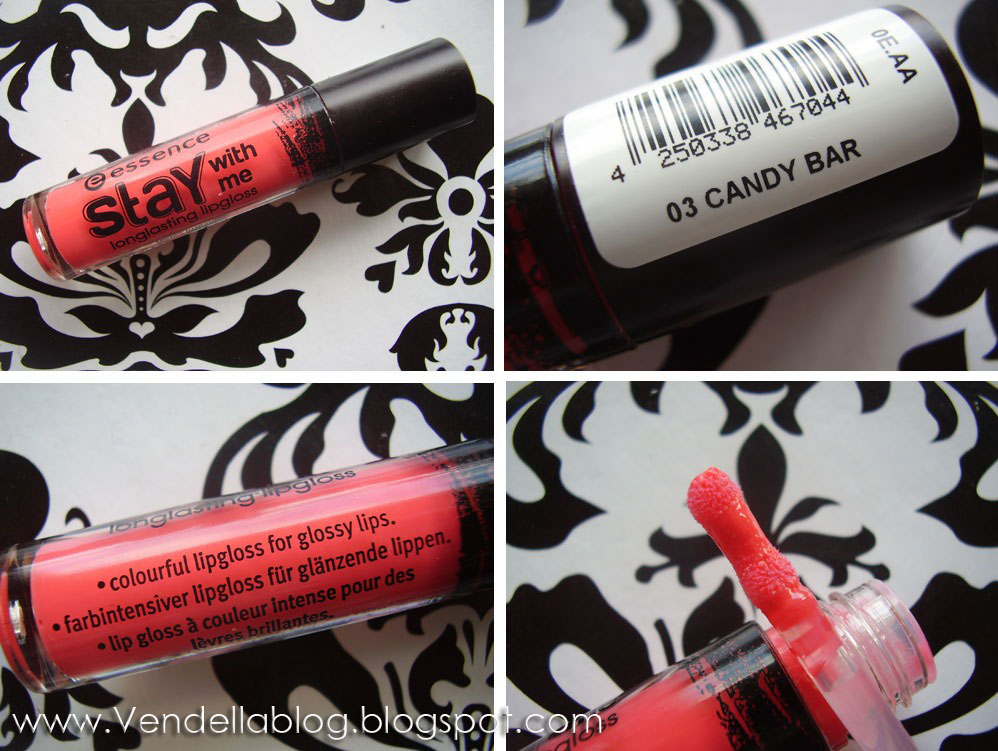 essence
stay with me
longlasting lipgloss
0E.AA
4 250338 467044
03 CANDY BAR
longlasting lipgloss
• colourful lipgloss for glossy lips.
• farbintensiver lipgloss für glänzende lippen.
• lip gloss à couleur intense pour des
lèvres brillantes.
gloss
www.Vendellablog.blogspot.com/